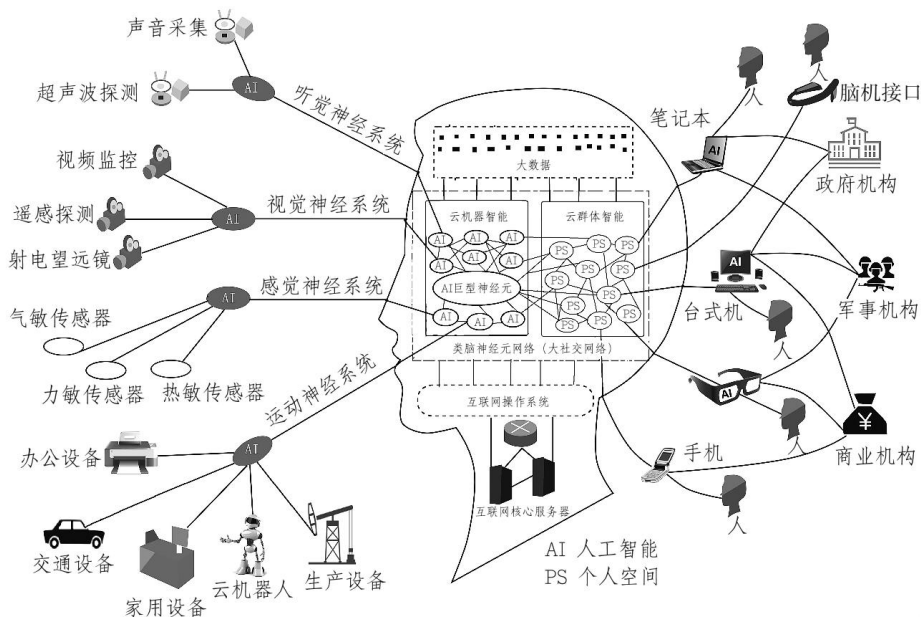 声音采集
AI
超声波探测
听觉神经系统
视频监控
遥感探测
AI
视觉神经系统
射电望远镜
AI
感觉神经系统
气敏传感器
力敏传感器
热敏传感器
运动神经系统
AI
办公设备
交通设备
家用设备
云机器人
生产设备
大数据
云机器智能
云群体智能
AI
AI
AI
AI
AI
AI
AI
AI巨型神经元
AI
AI
AI
PS
PS
PS
PS
PS
PS
PS
PS
PS
PS
PS
类脑神经元网络（大社交网络）
互联网操作系统
互联网核心服务器
AI 人工智能
PS 个人空间
笔记本
AI
人
人
脑机接口
政府机构
AI
台式机
人
军事机构
AI
人
¥
商业机构
手机
人